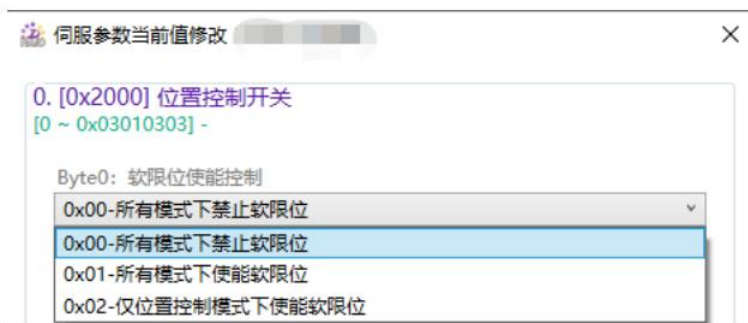 伺服参数当前值修改
0. [0x2000] 位置控制开关
[0 ~ 0x03010303] -
Byte0：软限位使能控制
0x00-所有模式下禁止软限位
0x00-所有模式下禁止软限位
0x01-所有模式下使能软限位
0x02-仅位置控制模式下使能软限位